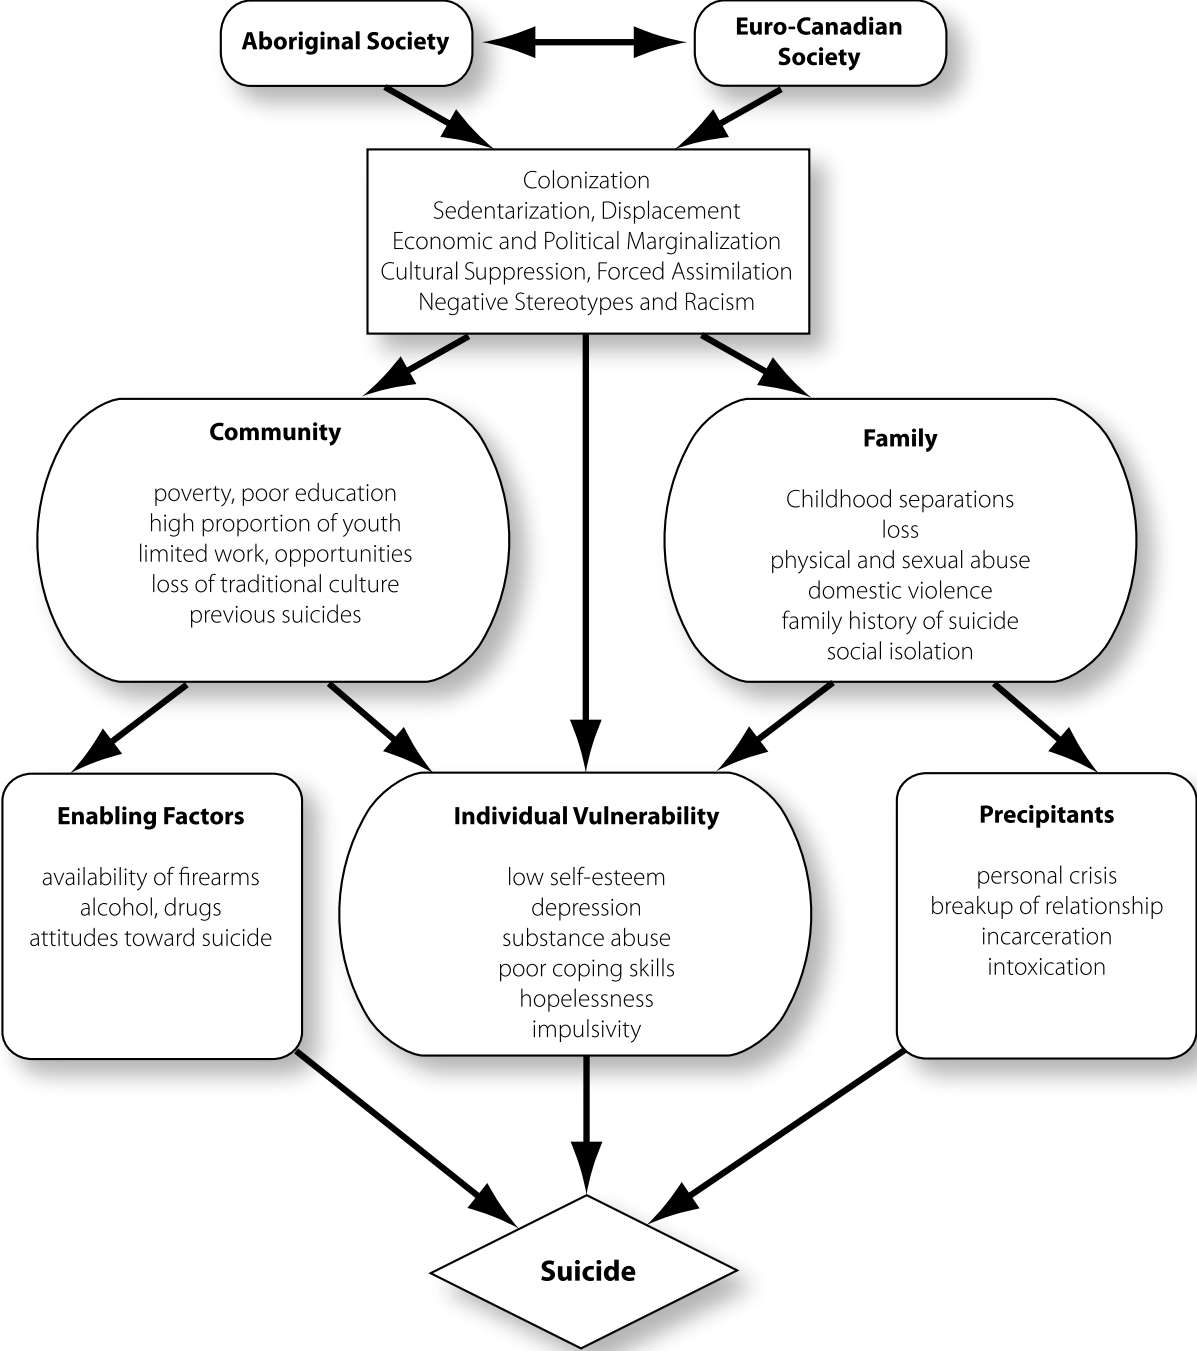 Aboriginal Society
Euro-Canadian
Society
Colonization
Sedentarization, Displacement
Economic and Political Marginalization
Cultural Suppression, Forced Assimilation
Negative Stereotypes and Racism
Community
poverty, poor education
high proportion of youth
limited work, opportunities
loss of traditional culture
previous suicides
Family
Childhood separations
loss
physical and sexual abuse
domestic violence
family history of suicide
social isolation
Enabling Factors
availability of firearms
alcohol, drugs
attitudes toward suicide
Individual Vulnerability
low self-esteem
depression
substance abuse
poor coping skills
hopelessness
impulsivity
Precipitants
personal crisis
breakup of relationship
incarceration
intoxication
Suicide